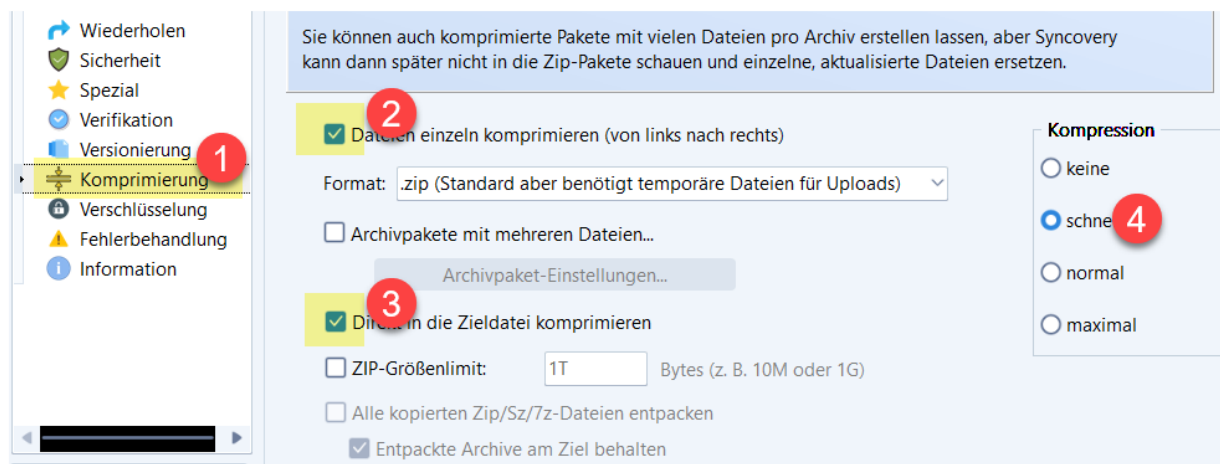 Wiederholen
Sicherheit
Spezial
Verifikation
Versionierung
1
Komprimierung
Verschlüsselung
Fehlerbehandlung
Information
Sie können auch komprimierte Pakete mit vielen Dateien pro Archiv erstellen lassen, aber Syncovery
kann dann später nicht in die Zip-Pakete schauen und einzelne, aktualisierte Dateien ersetzen.
2
einzeln komprimieren (von links nach rechts)
Format: .zip (Standard aber benötigt temporäre Dateien für Uploads)
Archivpakete mit mehreren Dateien...
Archivpaket-Einstellungen...
3
in die Zieldatei komprimieren
ZIP-Größenlimit: 1T Bytes (z. B. 10M oder 1G)
Alle kopierten Zip/Sz/7z-Dateien entpacken
Entpackte Archive am Ziel behalten
Kompression
keine
4
normal
maximal